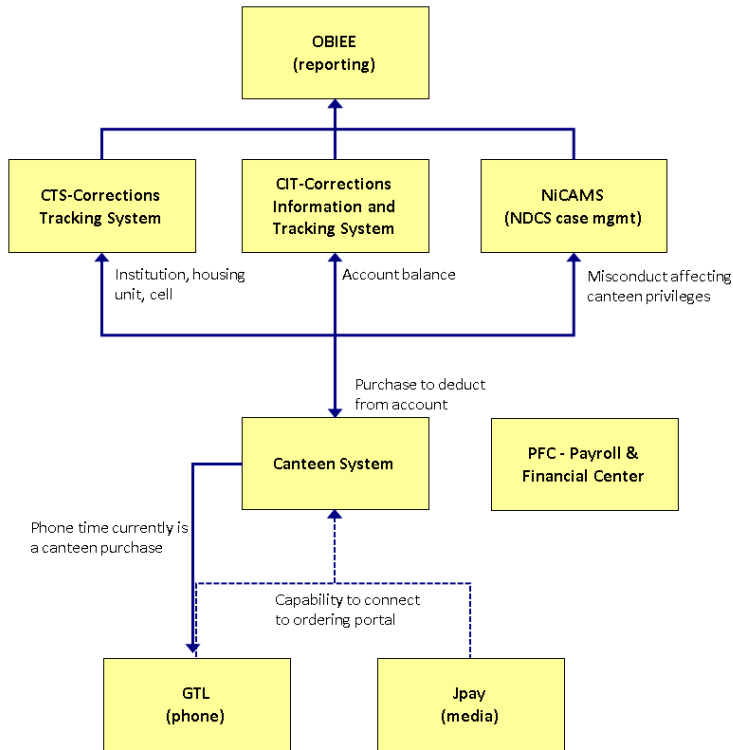 OBIEE
(reporting)
CTS-Corrections
Tracking System
CIT-Corrections
Information and
Tracking System
NiCAMS
(NDCS case mgmt)
Institution, housing
unit, cell
Account balance
Misconduct affecting
canteen privileges
Purchase to deduct
from account
Canteen System
PFC - Payroll &
Financial Center
Phone time currently is
a canteen purchase
Capability to connect
to ordering portal
GTL
(phone)
Jpay
(media)